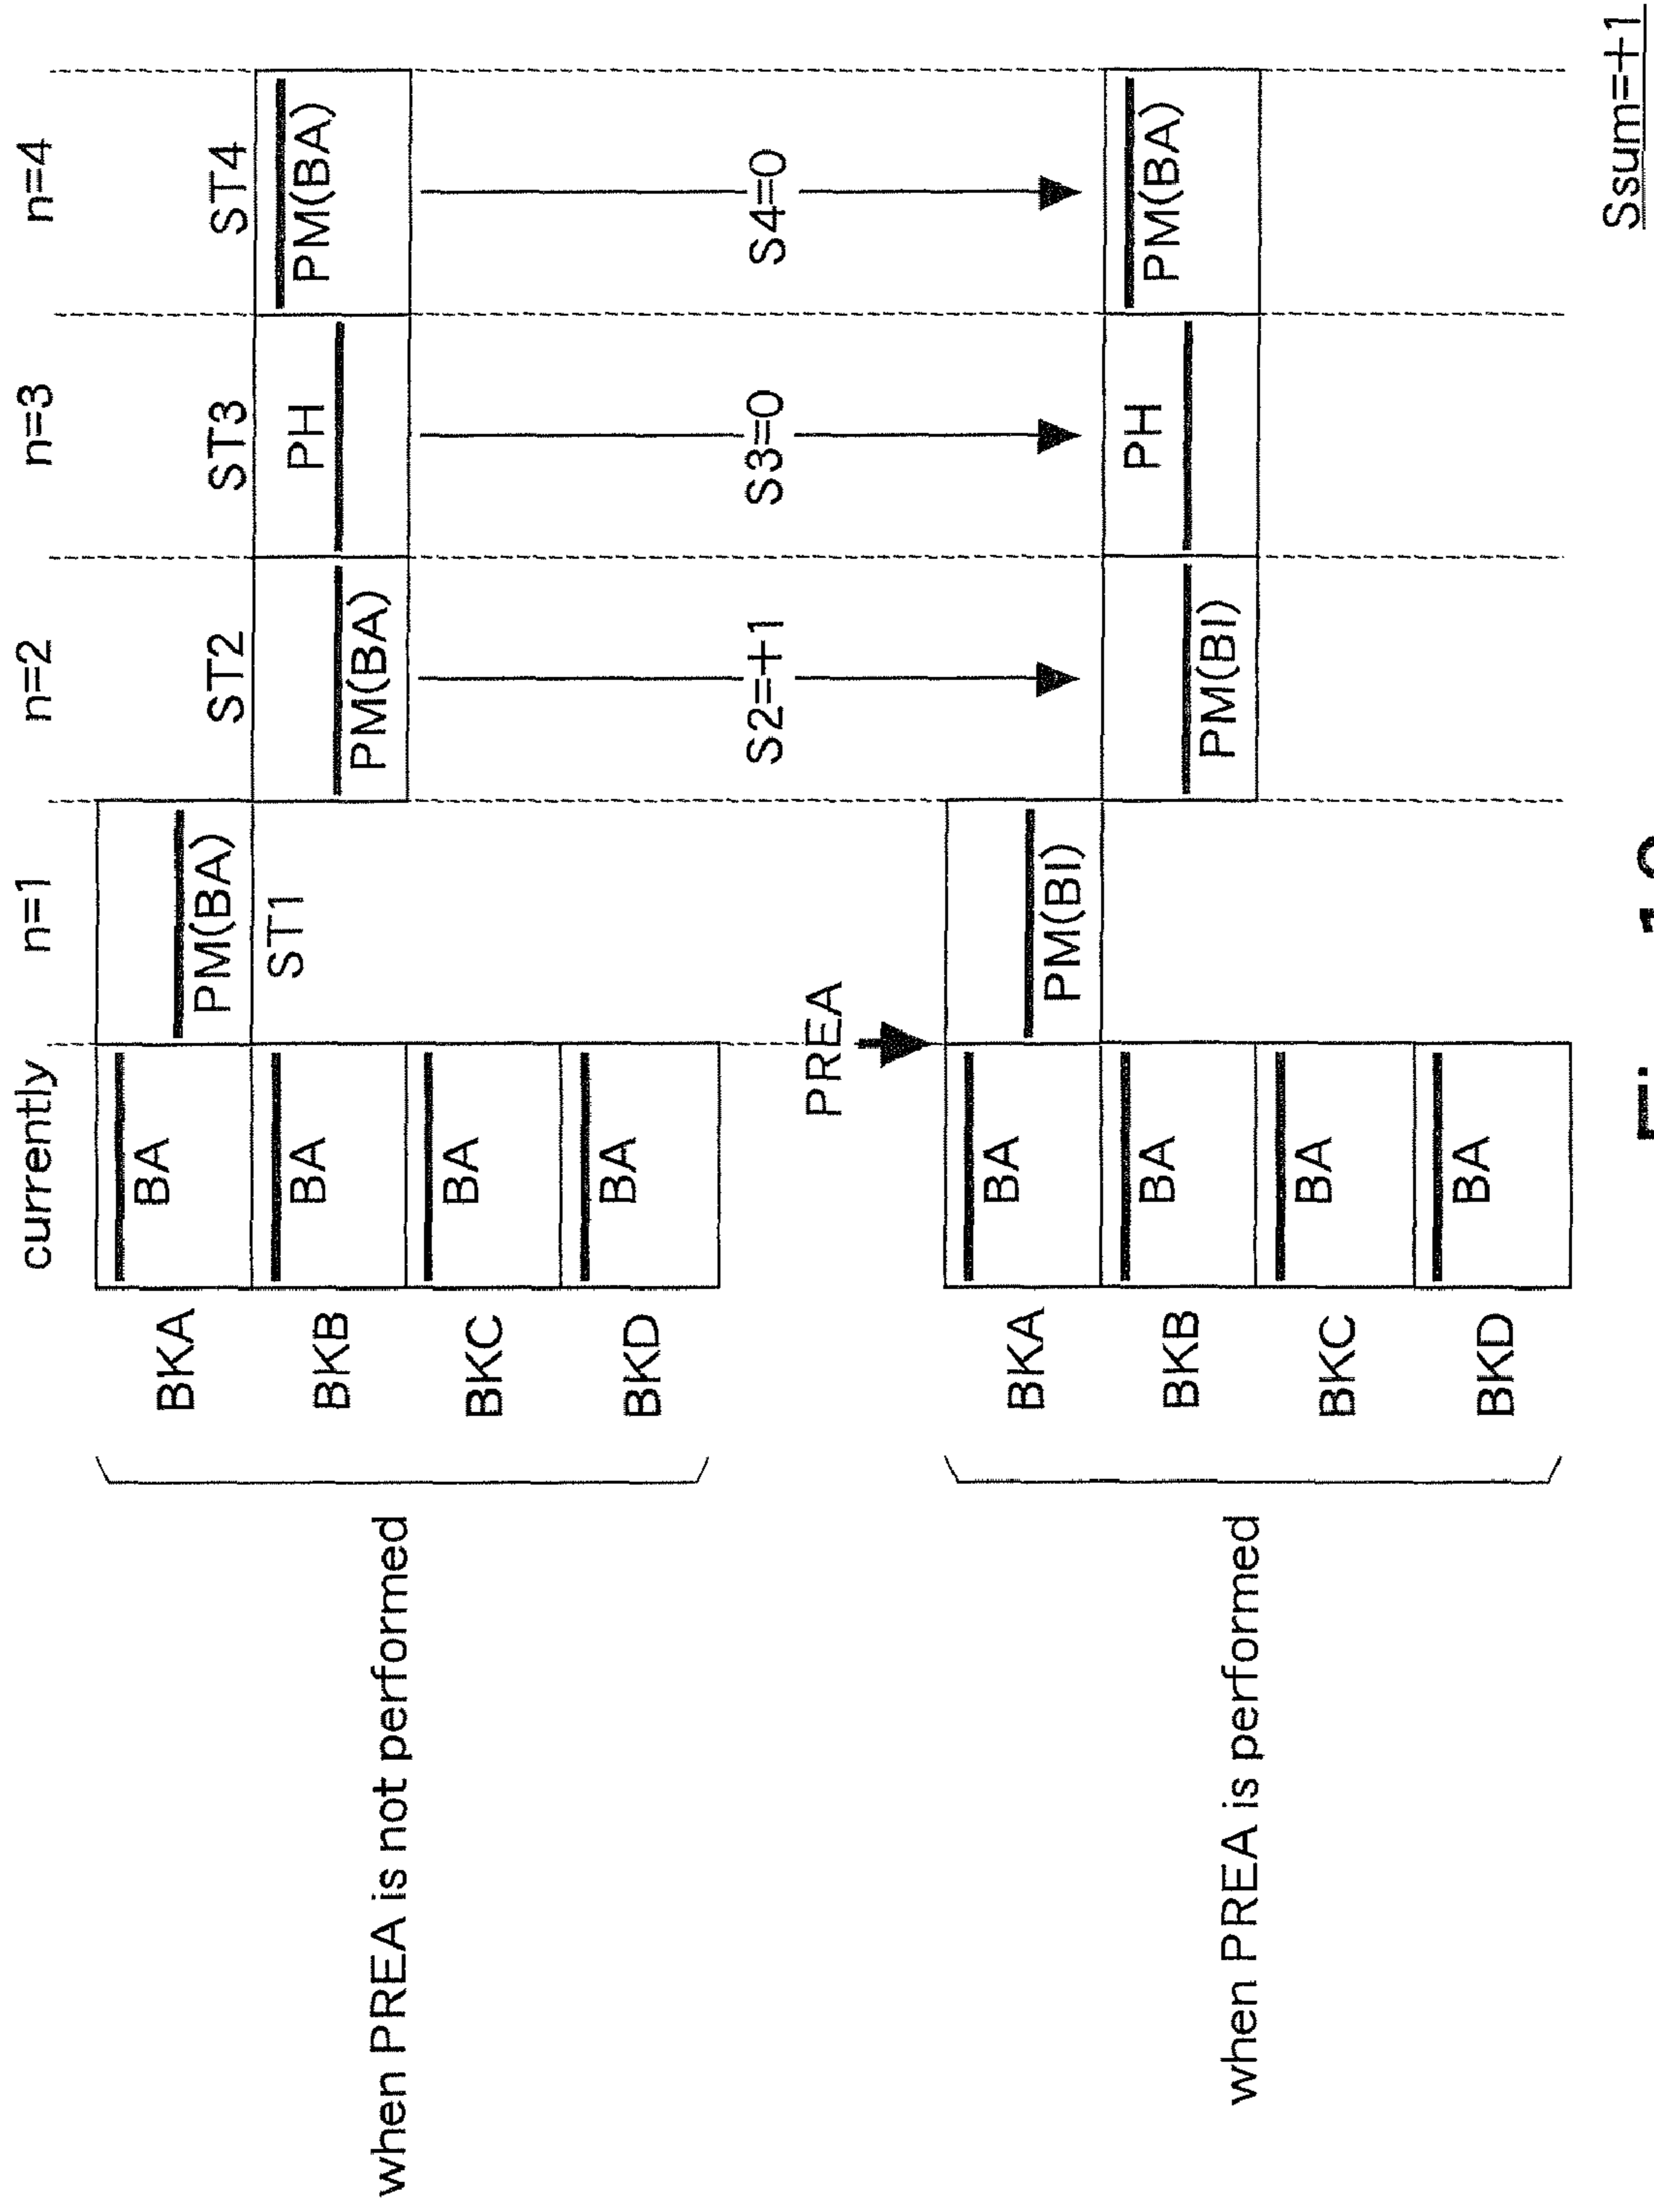 currently n=1 n=2 n=3 n=4
ST2 ST3 ST4
when PREA is not performed
BKA BA PM(BA)
ST1
BKB BA PM(BA) PH PM(BA)
BKC BA
BKD BA
S2=+1 S3=0 S4=0
PREA
when PREA is performed
BKA BA PM(BI)
BKB BA PM(BI) PH PM(BA)
BKC BA
BKD BA
Ssum=+1